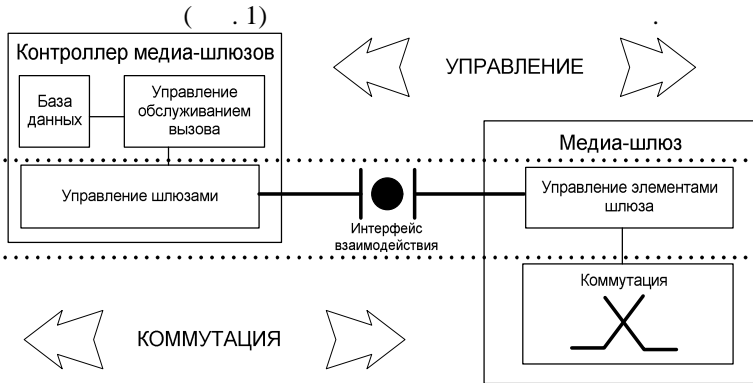 ( . 1) .
Контроллер медиа-шлюзов
УПРАВЛЕНИЕ
База
данных
Управление
обслуживанием
вызова
Медиа-шлюз
Управление шлюзами
Управление элементами
шлюза
Интерфейс
взаимодействия
Коммутация
КОММУТАЦИЯ